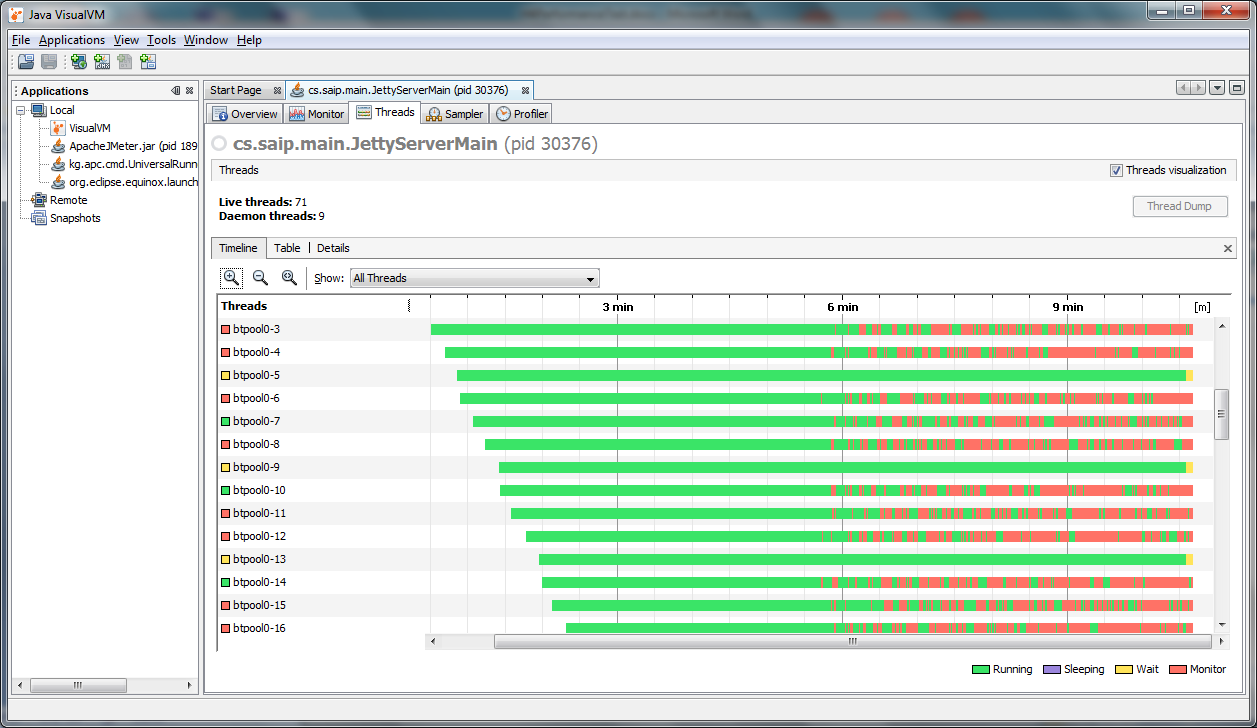 Java VisualVM
File Applications View Tools Window Help
Applications
Local
VisualVM
ApacheJMeter.jar (pid 189
kg.apc.cmd.UniversalRunn
org.eclipse.equinox.launch
Remote
Snapshots
Start Page cs.saip.main.JettyServerMain (pid 30376)
Overview Monitor Threads Sampler Profiler
cs.saip.main.JettyServerMain (pid 30376)
Threads Threads visualization
Live threads: 71
Daemon threads: 9
Thread Dump
Timeline Table Details
Show: All Threads
Threads 3 min 6 min 9 min [m]
btpool0-3
btpool0-4
btpool0-5
btpool0-6
btpool0-7
btpool0-8
btpool0-9
btpool0-10
btpool0-11
btpool0-12
btpool0-13
btpool0-14
btpool0-15
btpool0-16
Running Sleeping Wait Monitor